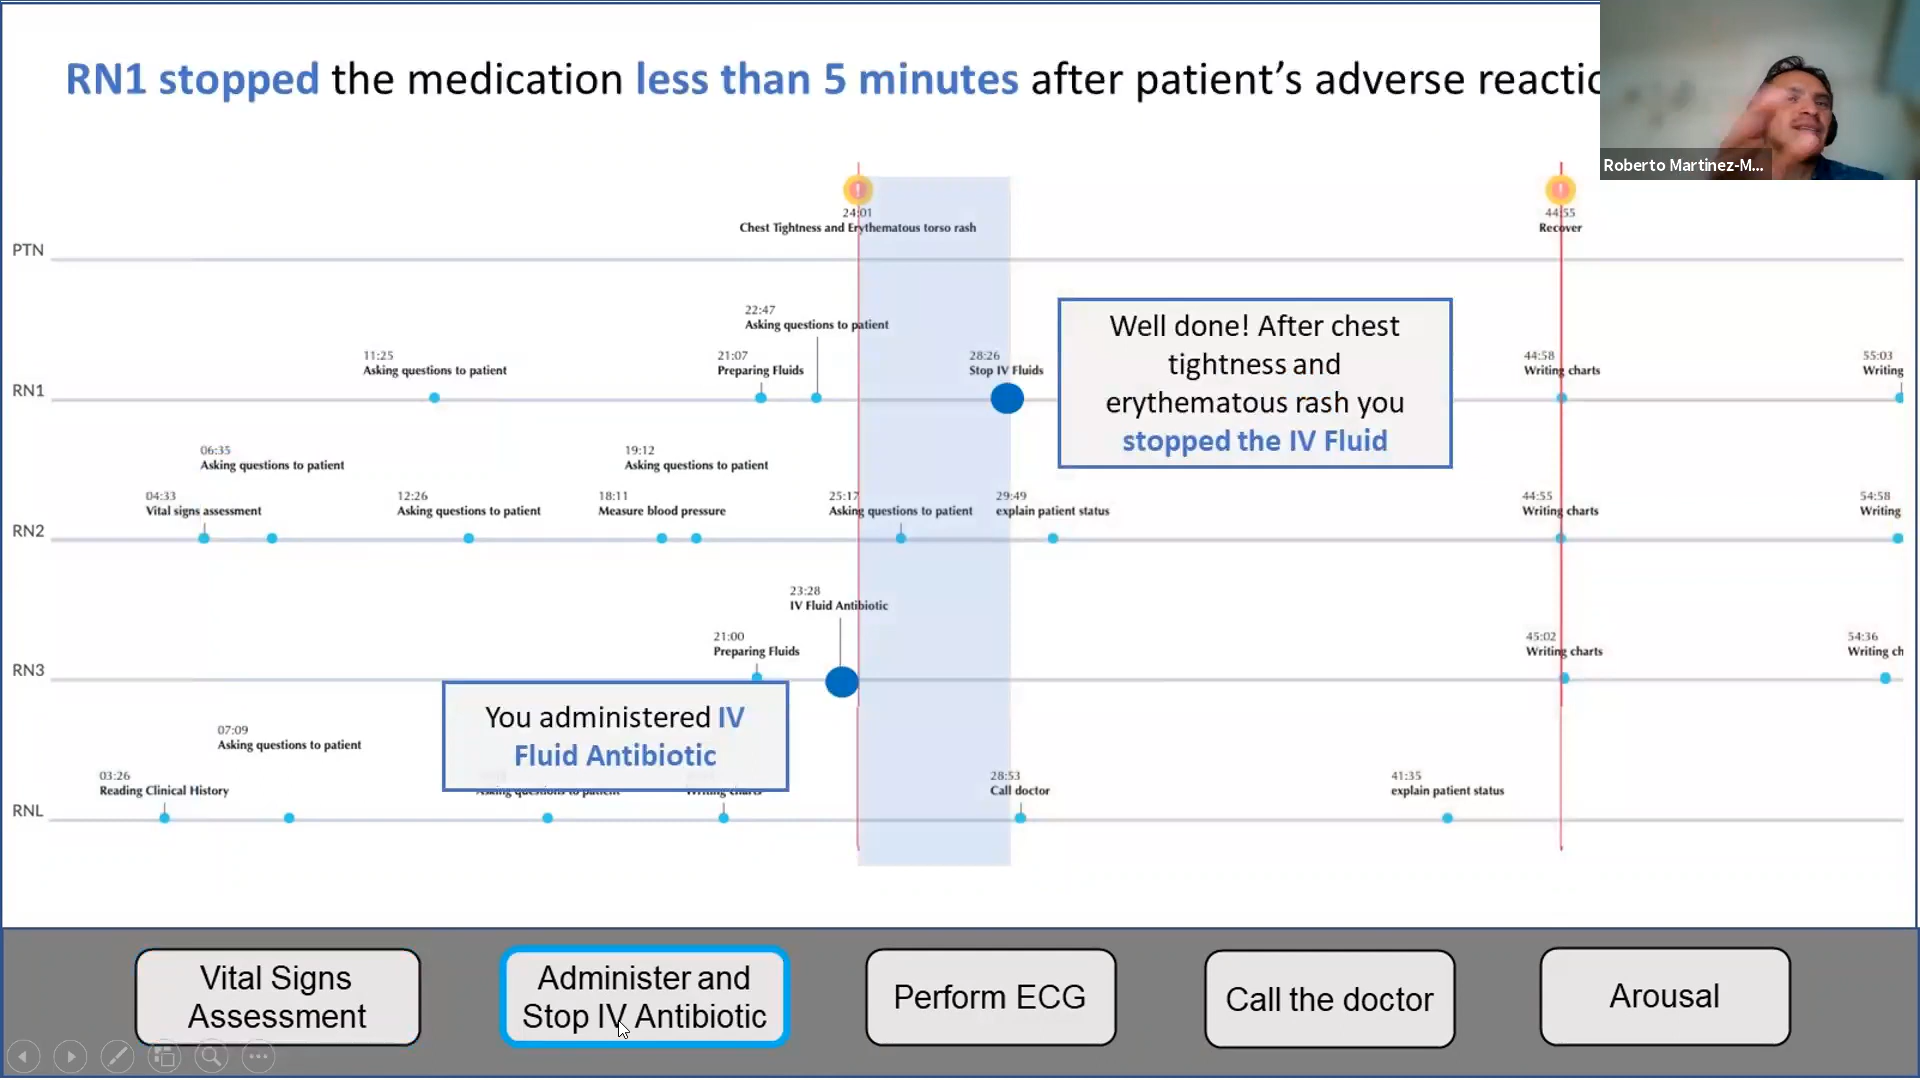 RN1 stopped the medication less than 5 minutes after patient's adverse
Roberto Martinez-M...
24:01
Chest Tightness and Erythematous torso rash
44:55
Recover
PTN
22:47
Asking questions to patient
11:25
Asking questions to patient
21:07
Preparing Fluids
28:26
Stop IV Fluids
44:58
Writing charts
55:03
Writing
RN1
Well done! After chest
tightness and
erythematous rash you
stopped the IV Fluid
06:35
Asking questions to patient
19:12
Asking questions to patient
04:33
Vital signs assessment
12:26
Asking questions to patient
18:11
Measure blood pressure
25:17
Asking questions to patient
29:49
explain patient status
44:55
Writing charts
54:58
Writing
RN2
23:28
IV Fluid Antibiotic
21:00
Preparing Fluids
45:02
Writing charts
54:36
Writing ch
RN3
You administered IV
Fluid Antibiotic
07:09
Asking questions to patient
03:26
Reading Clinical History
Asking questions to patient
Writing charts
28:53
Call doctor
41:35
explain patient status
RNL
Vital Signs
Assessment
Administer and
Stop IV Antibiotic
Perform ECG
Call the doctor
Arousal